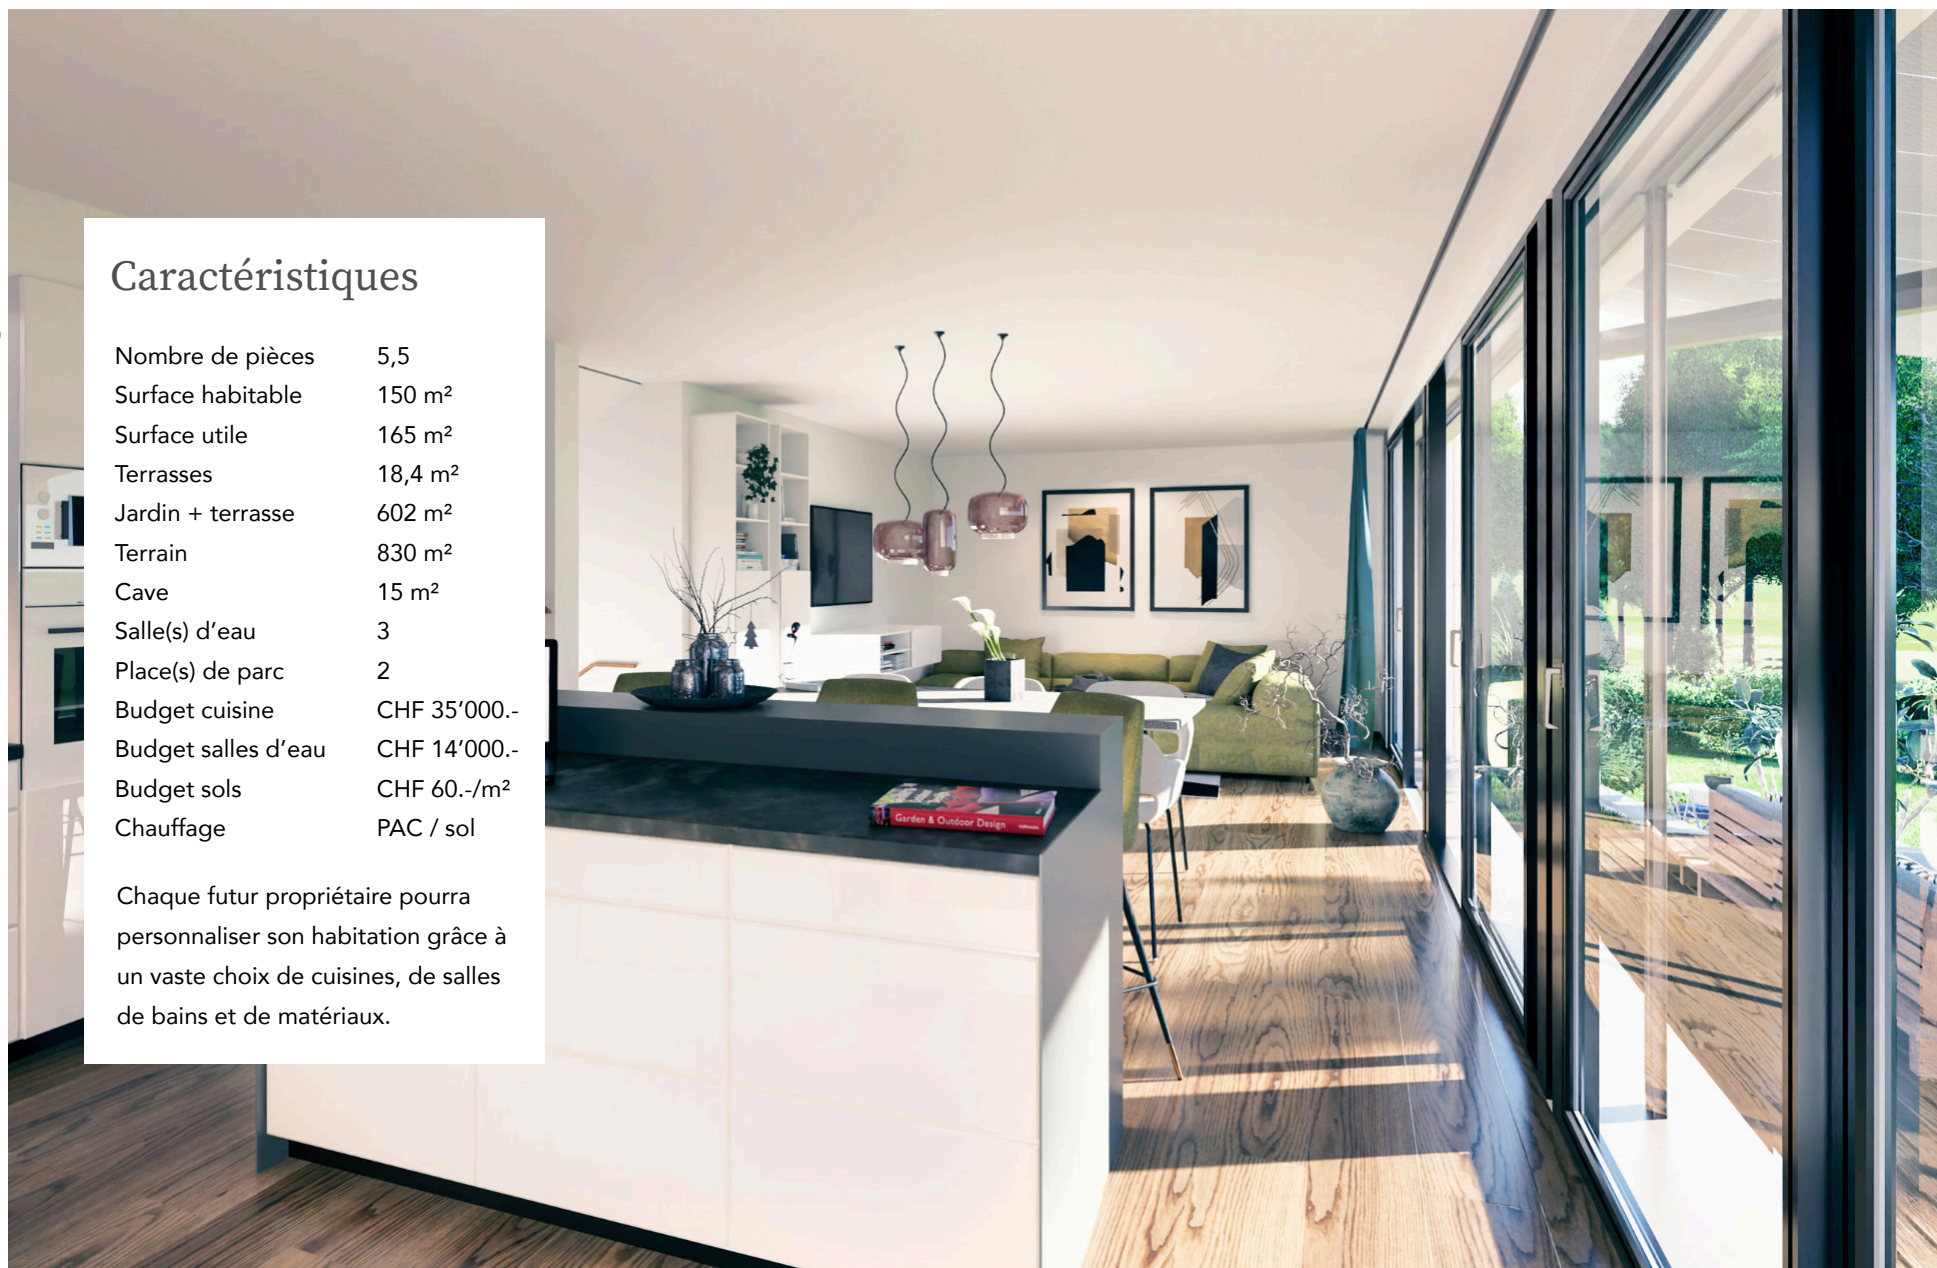 Caractéristiques
Nombre de pièces 5,5
Surface habitable 150 m²
Surface utile 165 m²
Terrasses 18,4 m²
Jardin + terrasse 602 m²
Terrain 830 m²
Cave 15 m²
Salle(s) d’eau 3
Place(s) de parc 2
Budget cuisine CHF 35’000.-
Budget salles d’eau CHF 14’000.-
Budget sols CHF 60.-/m²
Chauffage PAC / sol
Chaque futur propriétaire pourra
personnaliser son habitation grâce à
un vaste choix de cuisines, de salles
de bains et de matériaux.
Garden & Outdoor Design